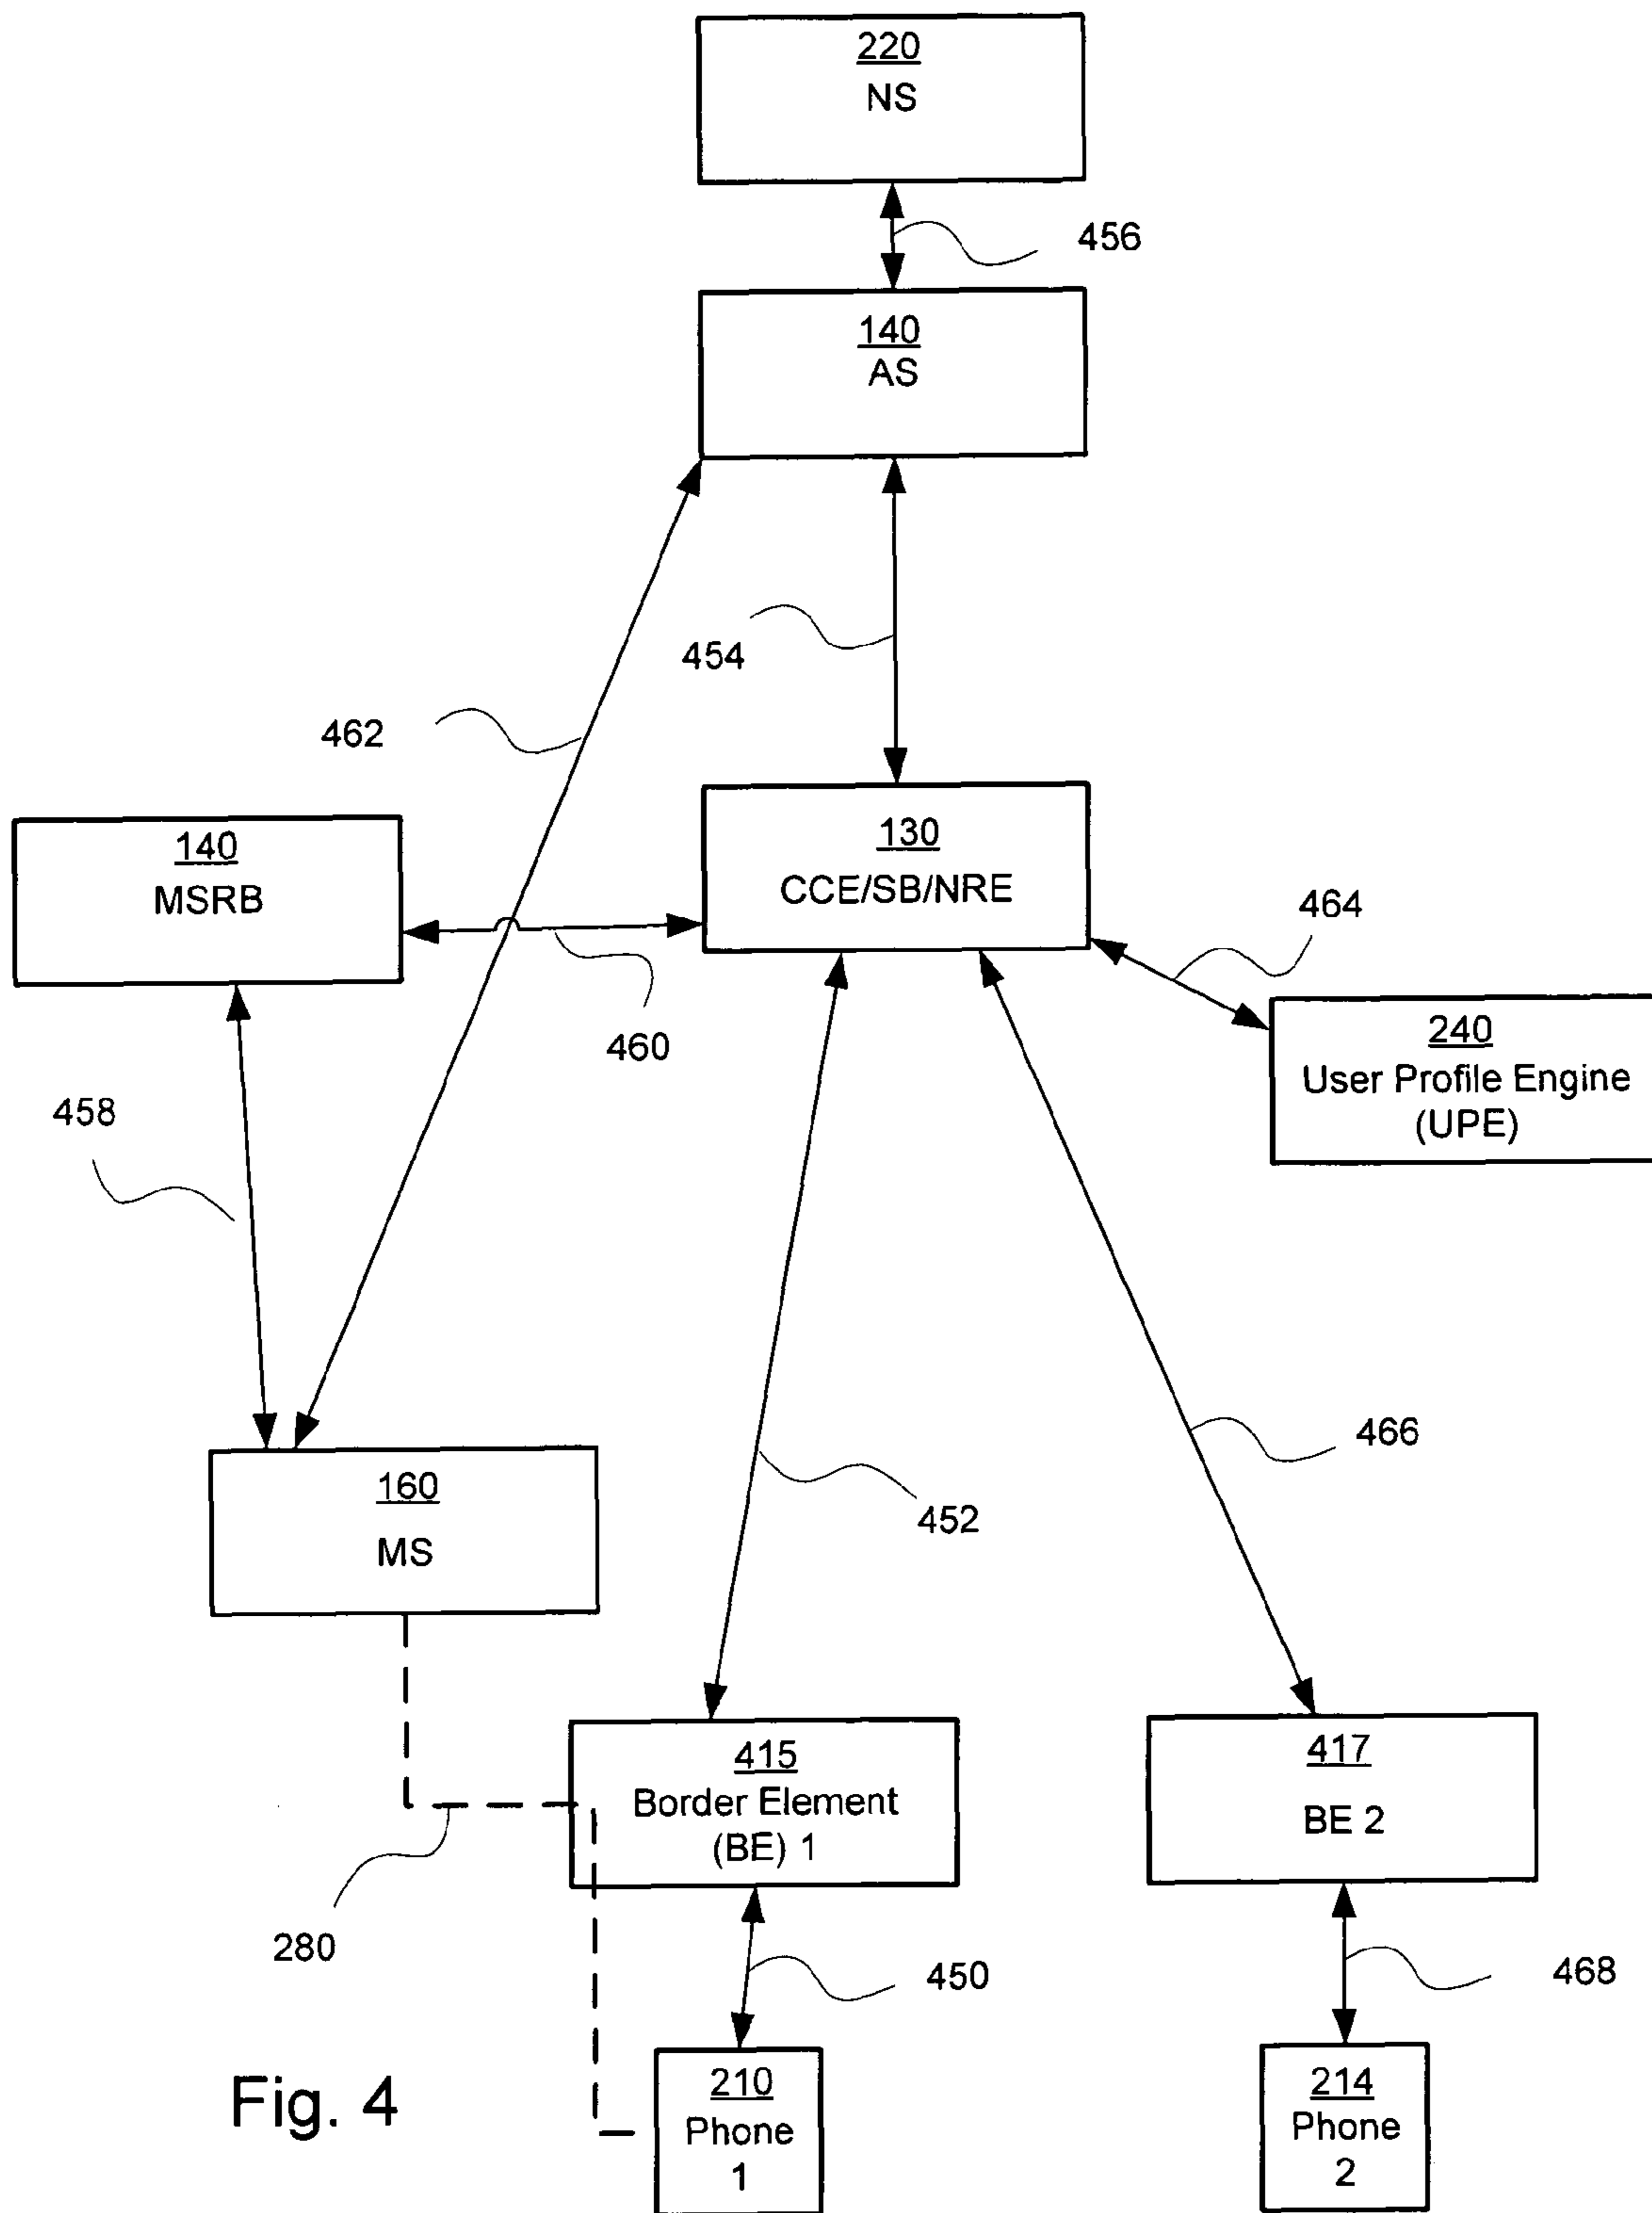 220
NS
456
140
AS
454
462
140
MSRB
130
CCE/SB/NRE
464
460
240
User Profile Engine
(UPE)
458
466
160
MS
452
415
Border Element
(BE) 1
417
BE 2
280
450
468
Fig. 4
210
Phone
1
214
Phone
2